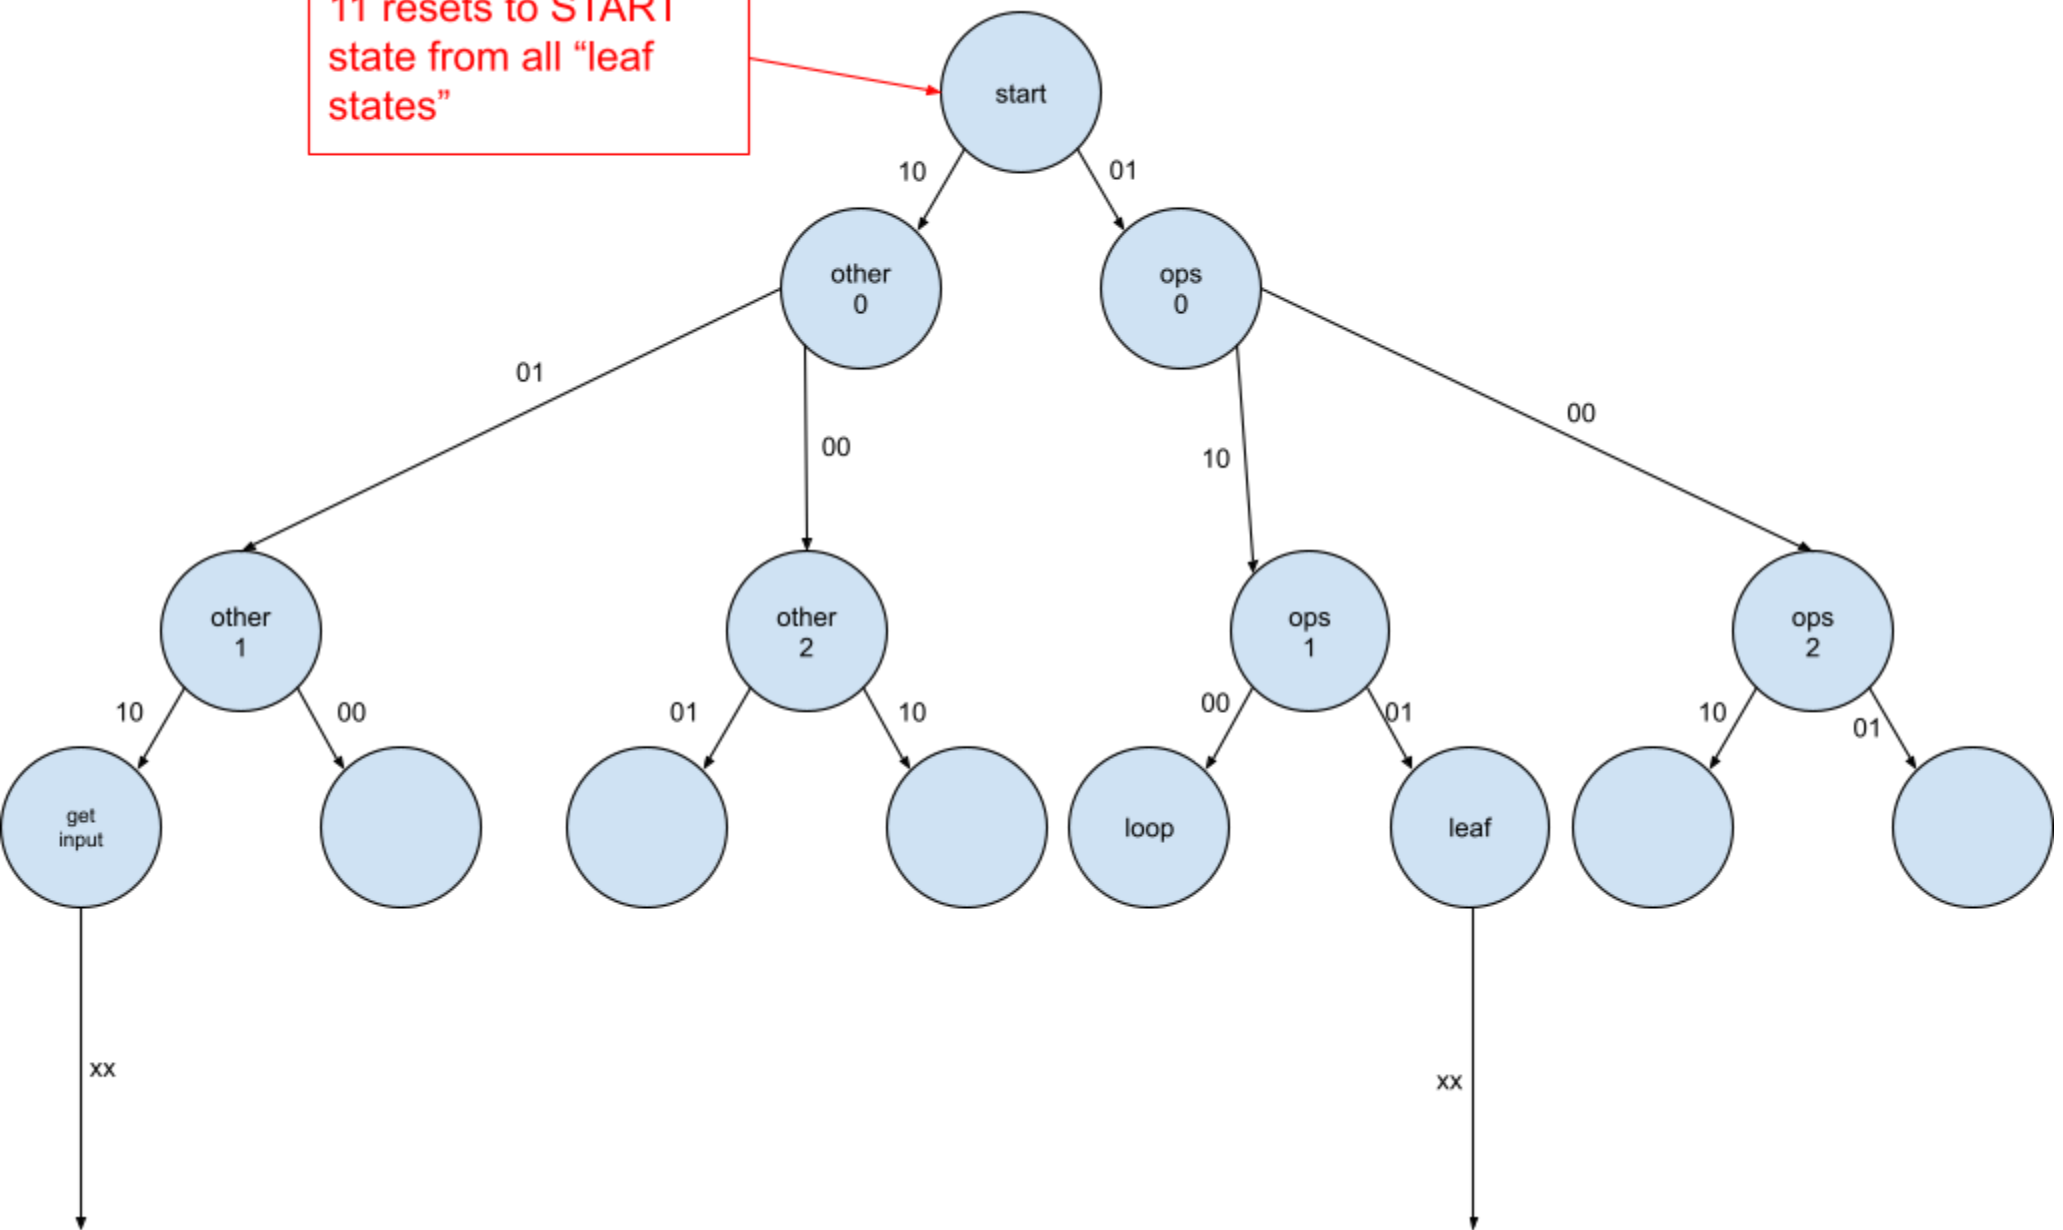 11 resets to START
state from all “leaf
states”
start
10
01
other
0
ops
0
01
00
10
00
other
1
other
2
ops
1
ops
2
10
00
01
10
00
01
10
01
get
input
loop
leaf
xx
xx